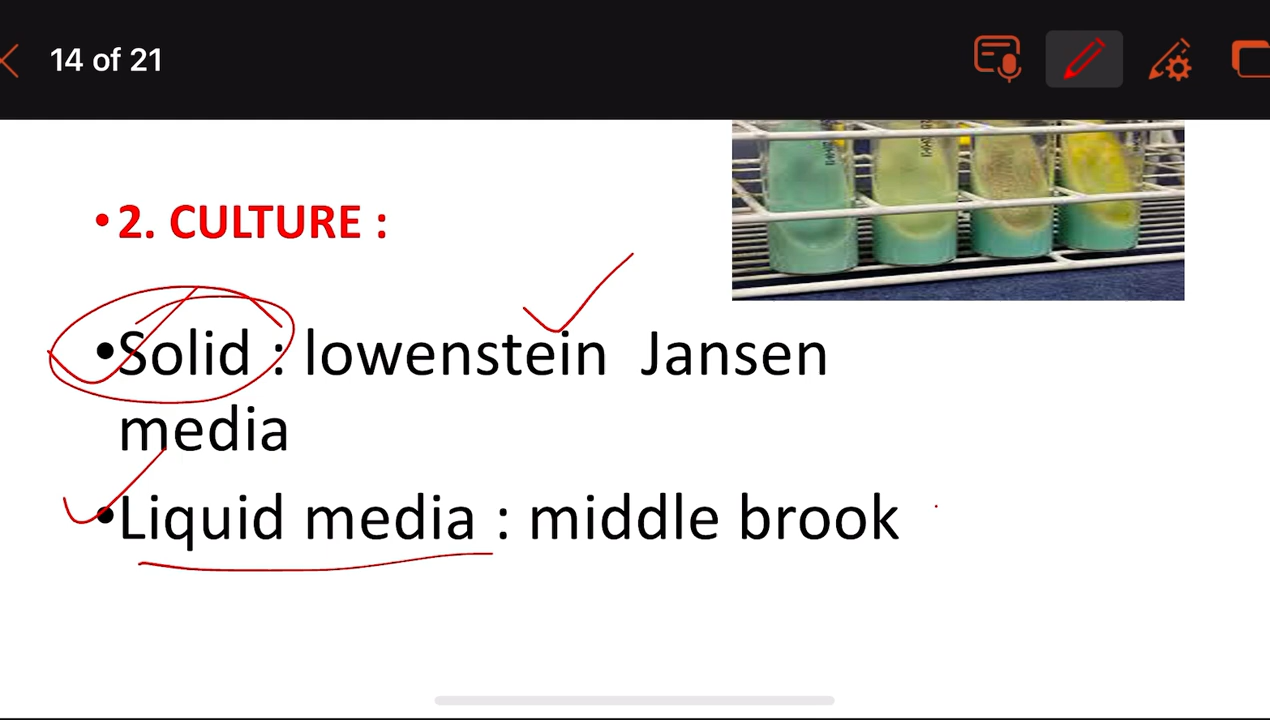 14 of 21
•2. CULTURE :
•Solid : lowenstein Jansen
media
•Liquid media : middle brook